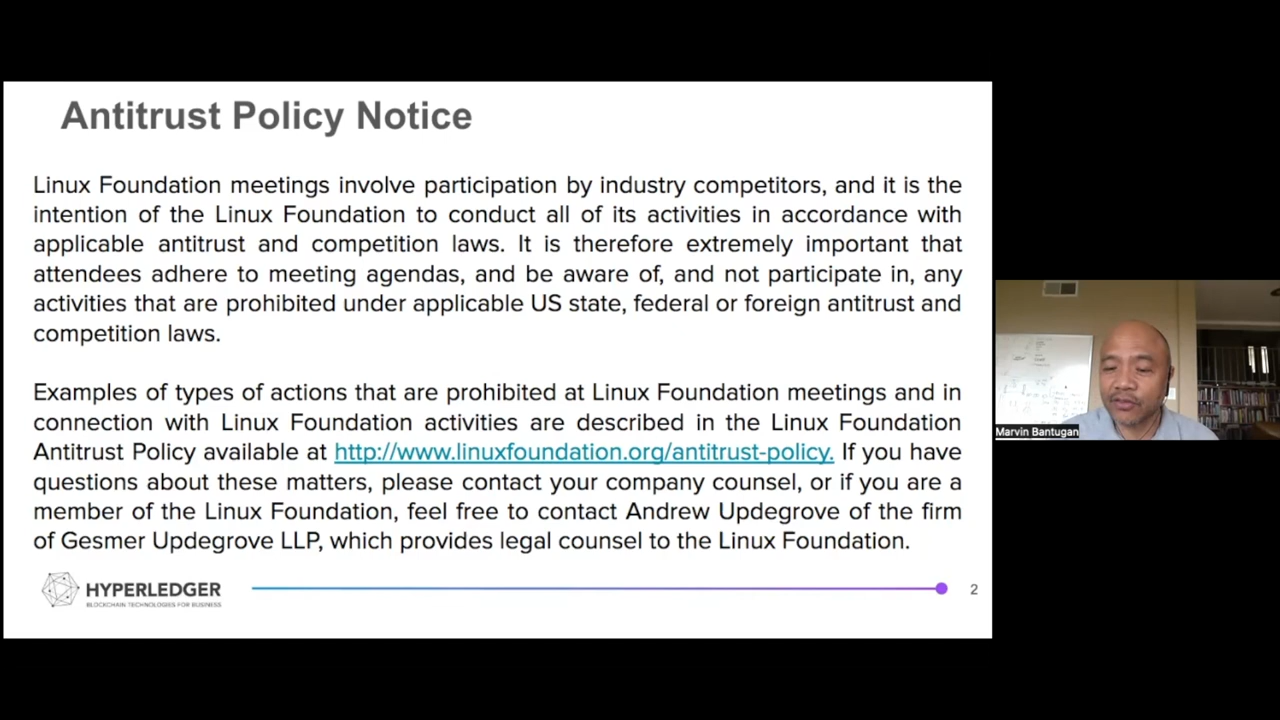 Antitrust Policy Notice
Linux Foundation meetings involve participation by industry competitors, and it is the
intention of the Linux Foundation to conduct all of its activities in accordance with
applicable antitrust and competition laws. It is therefore extremely important that
attendees adhere to meeting agendas, and be aware of, and not participate in, any
activities that are prohibited under applicable US state, federal or foreign antitrust and
competition laws.
Examples of types of actions that are prohibited at Linux Foundation meetings and in
connection with Linux Foundation activities are described in the Linux Foundation
Antitrust Policy available at http://www.linuxfoundation.org/antitrust-policy. If you have
questions about these matters, please contact your company counsel, or if you are a
member of the Linux Foundation, feel free to contact Andrew Updegrove of the firm
of Gesmer Updegrove LLP, which provides legal counsel to the Linux Foundation.
HYPERLEDGER
BLOCKCHAIN TECHNOLOGIES FOR BUSINESS
2
Marvin Bantugan